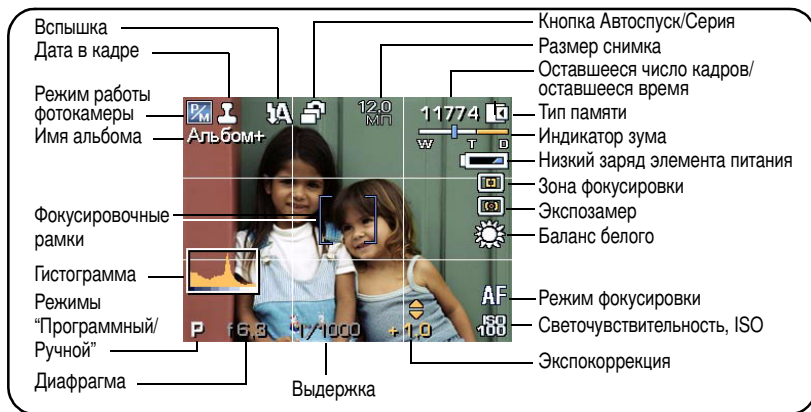 Вспышка
Дата в кадре
Режим работы
фотокамеры
Имя альбома
Фокусировочные
рамки
Гистограмма
Режимы
“Программный/
Ручной”
Диафрагма
Выдержка
Кнопка Автоспуск/Серия
Размер снимка
Оставшееся число кадров/
оставшееся время
Тип памяти
Индикатор зума
Низкий заряд элемента питания
Зона фокусировки
Экспозамер
Баланс белого
Режим фокусировки
Светочувствительность, ISO
Экспокоррекция
P/M
A
12.0
МП
11774
Альбом+
W T D
AF
ISO
100
P f 6,3 1/1000 +1,0